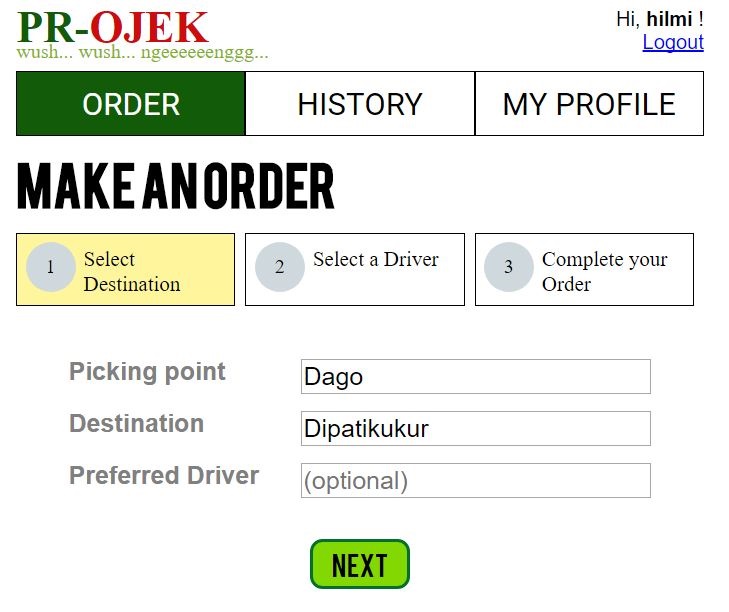 PR-OJEK
wush... wush... ngeeeeeenggg...
Hi, hilmi !
Logout
ORDER
HISTORY
MY PROFILE
MAKE AN ORDER
1
Select
Destination
2
Select a Driver
3
Complete your
Order
Picking point
Dago
Destination
Dipatikukur
Preferred Driver
(optional)
NEXT